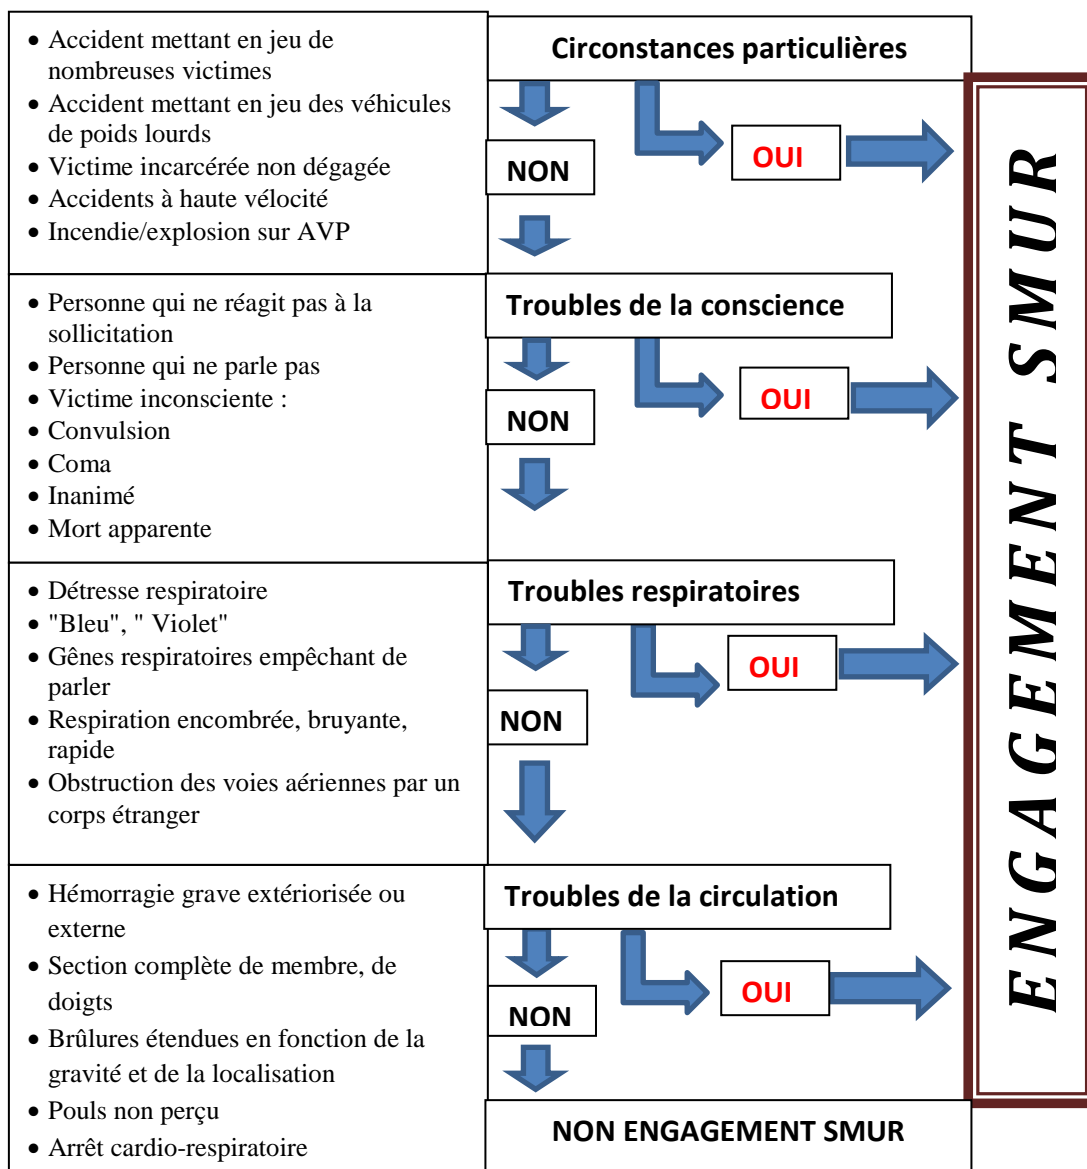 • Accident mettant en jeu de
nombreuses victimes
• Accident mettant en jeu des véhicules
de poids lourds
• Victime incarcérée non dégagée
• Accidents à haute vélocité
• Incendie/explosion sur AVP
Circonstances particulières
NON
OUI
• Personne qui ne réagit pas à la
sollicitation
• Personne qui ne parle pas
• Victime inconsciente :
• Convulsion
• Coma
• Inanimé
• Mort apparente
Troubles de la conscience
NON
OUI
• Détresse respiratoire
• "Bleu", " Violet"
• Gênes respiratoires empêchant de
parler
• Respiration encombrée, bruyante,
rapide
• Obstruction des voies aériennes par un
corps étranger
Troubles respiratoires
NON
OUI
• Hémorragie grave extériorisée ou
externe
• Section complète de membre, de
doigts
• Brûlures étendues en fonction de la
gravité et de la localisation
• Pouls non perçu
• Arrêt cardio-respiratoire
Troubles de la circulation
NON
OUI
NON ENGAGEMENT SMUR
ENGAGEMENT SMUR